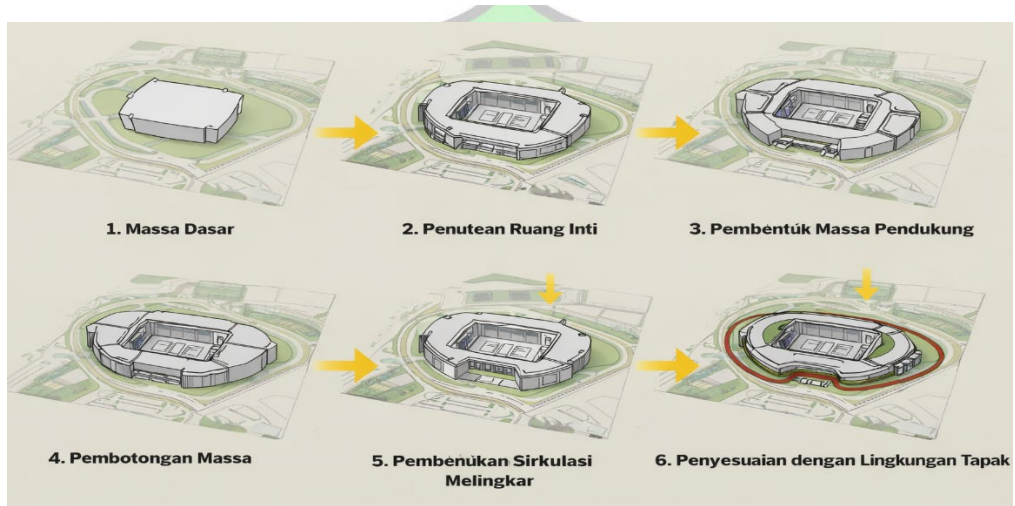 1. Massa Dasar
2. Penutean Ruang Inti
3. Pembentúk Massa Pendukung
4. Pembotongan Massa
5. Pembenukan Sirkulasi
Melingkar
6. Penyesuaian dengan Lingkungan Tapak